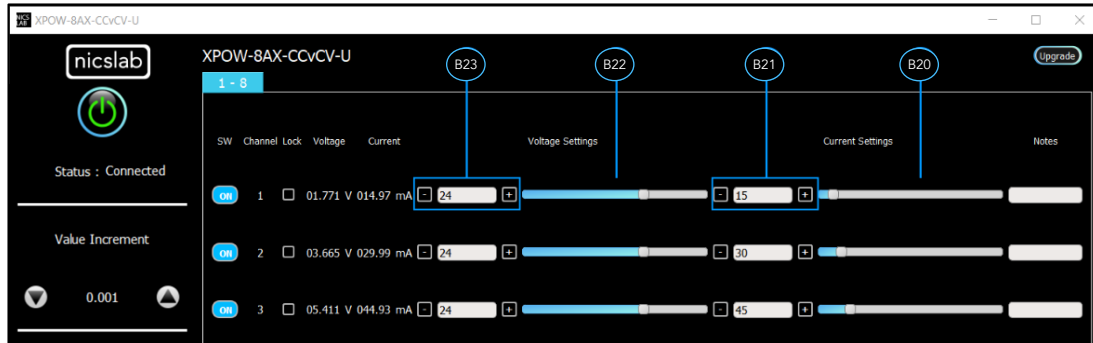 NICS LAB XPOW-8AX-CCvCV-U
nicslab
XPOW-8AX-CCvCV-U
B23 B22 B21 B20
Upgrade
1 - 8
SW Channel Lock Voltage Current Voltage Settings Current Settings Notes
Status : Connected
ON 1 01.771 V 014.97 mA - 24 + - 15 +
Value Increment
ON 2 03.665 V 029.99 mA - 24 + - 30 +
0.001
ON 3 05.411 V 044.93 mA - 24 + - 45 +